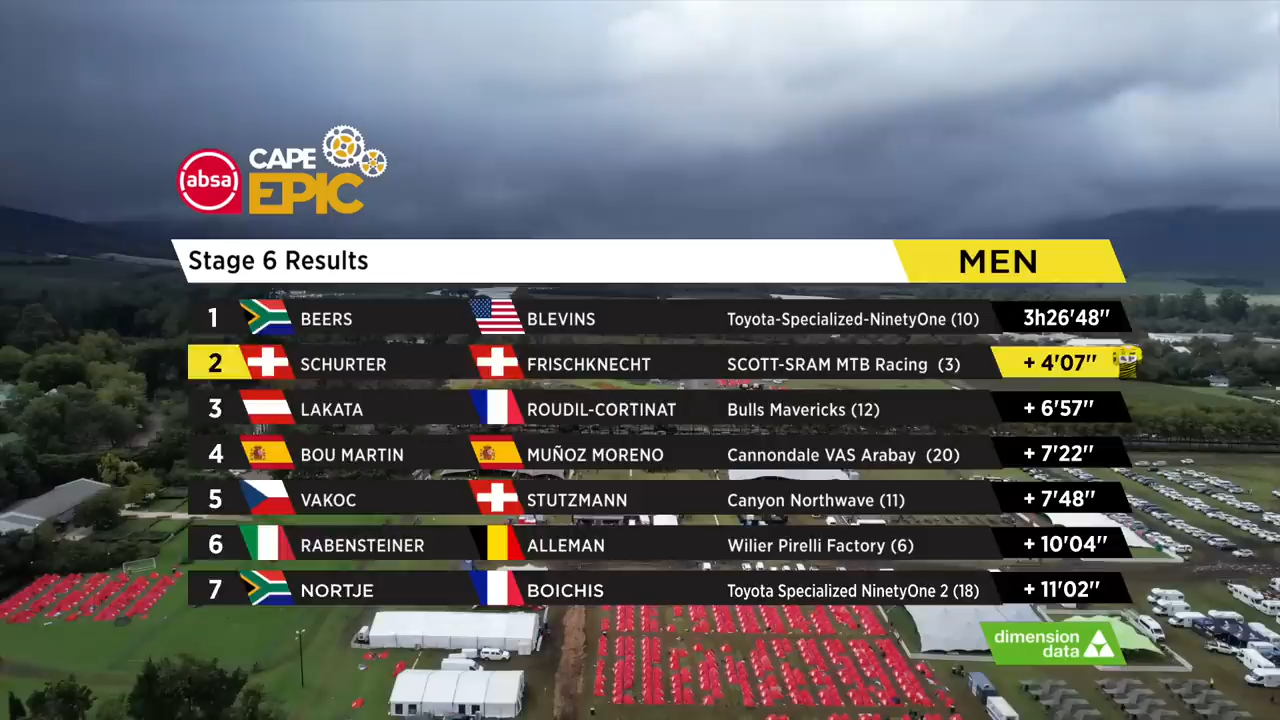 absa
CAPE
EPIC
Stage 6 Results MEN
1 BEERS BLEVINS Toyota-Specialized-NinetyOne (10) 3h26'48''
2 SCHURTER FRISCHKNECHT SCOTT-SRAM MTB Racing (3) + 4'07''
3 LAKATA ROUDIL-CORTINAT Bulls Mavericks (12) + 6'57''
4 BOU MARTIN MUÑOZ MORENO Cannondale VAS Arabay (20) + 7'22''
5 VAKOC STUTZMANN Canyon Northwave (11) + 7'48''
6 RABENSTEINER ALLEMAN Wilier Pirelli Factory (6) + 10'04''
7 NORTJE BOICHIS Toyota Specialized NinetyOne 2 (18) + 11'02''
dimension
data